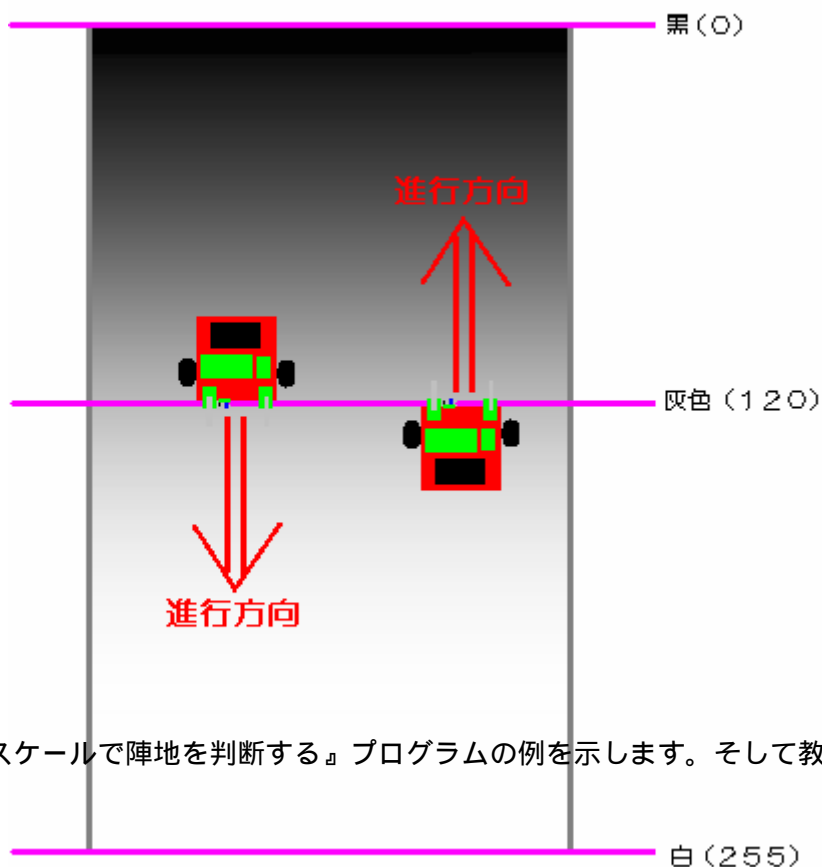 黒(0)
進行方向
灰色(120)
進行方向
スケールで陣地を判断する』プログラムの例を示します。そして教
白(255)